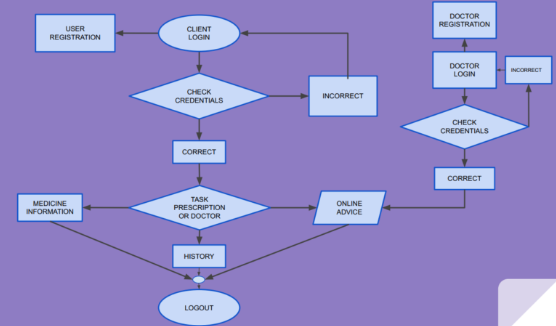 DOCTOR
REGISTRATION
USER
REGISTRATION
CLIENT
LOGIN
DOCTOR
LOGIN
INCORRECT
CHECK
CREDENTIALS
INCORRECT
CHECK
CREDENTIALS
CORRECT
CORRECT
MEDICINE
INFORMATION
TASK
PRESCRIPTION
OR DOCTOR
ONLINE
ADVICE
HISTORY
LOGOUT